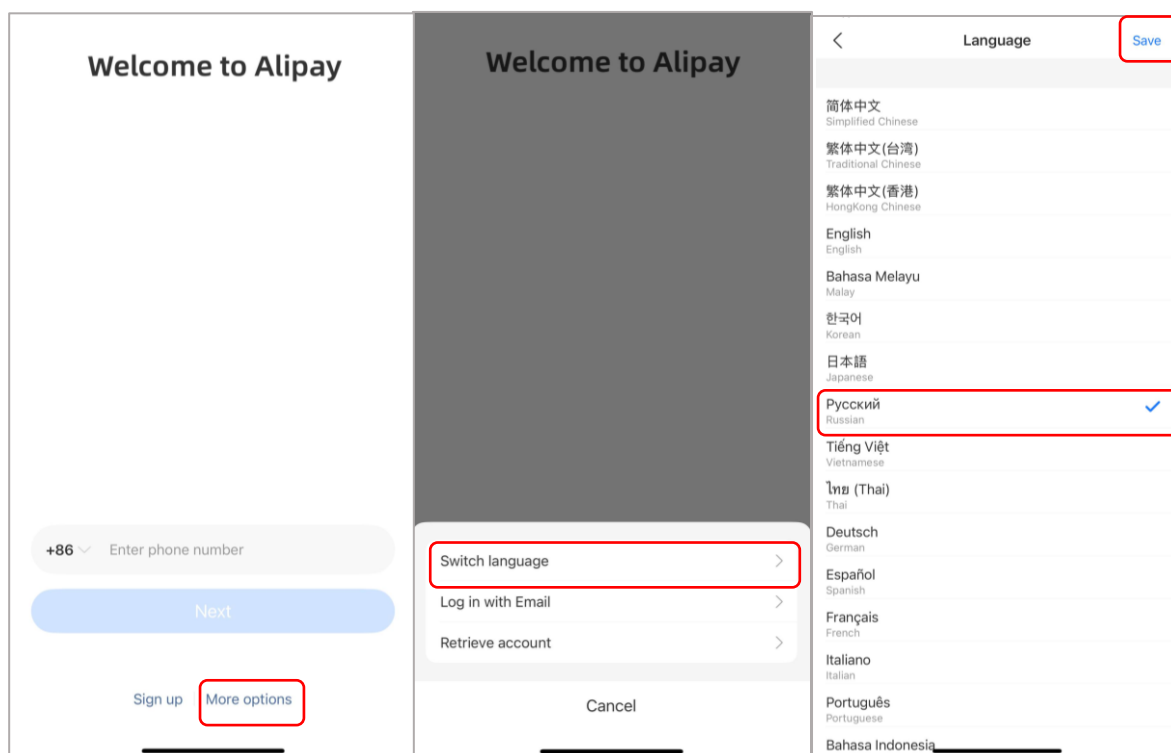 Welcome to Alipay
+86 Enter phone number
Next
Sign up More options
Welcome to Alipay
Switch language
Log in with Email
Retrieve account
Cancel
Language Save
简体中文
Simplified Chinese
繁体中文(台湾)
Traditional Chinese
繁体中文(香港)
HongKong Chinese
English
English
Bahasa Melayu
Malay
한국어
Korean
日本語
Japanese
Русский
Russian
Tiếng Việt
Vietnamese
ไทย (Thai)
Thai
Deutsch
German
Español
Spanish
Français
French
Italiano
Italian
Português
Portuguese
Bahasa Indonesia